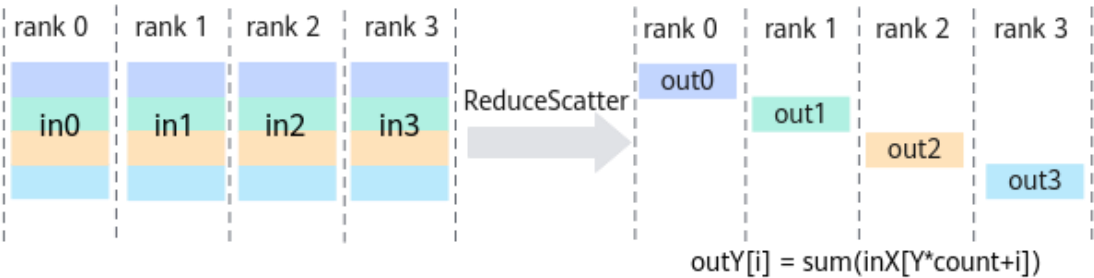 rank 0 rank 1 rank 2 rank 3 rank 0 rank 1 rank 2 rank 3
out0
ReduceScatter
in0 in1 in2 in3 out1
out2
out3
outY[i] = sum(inX[Y*count+i])